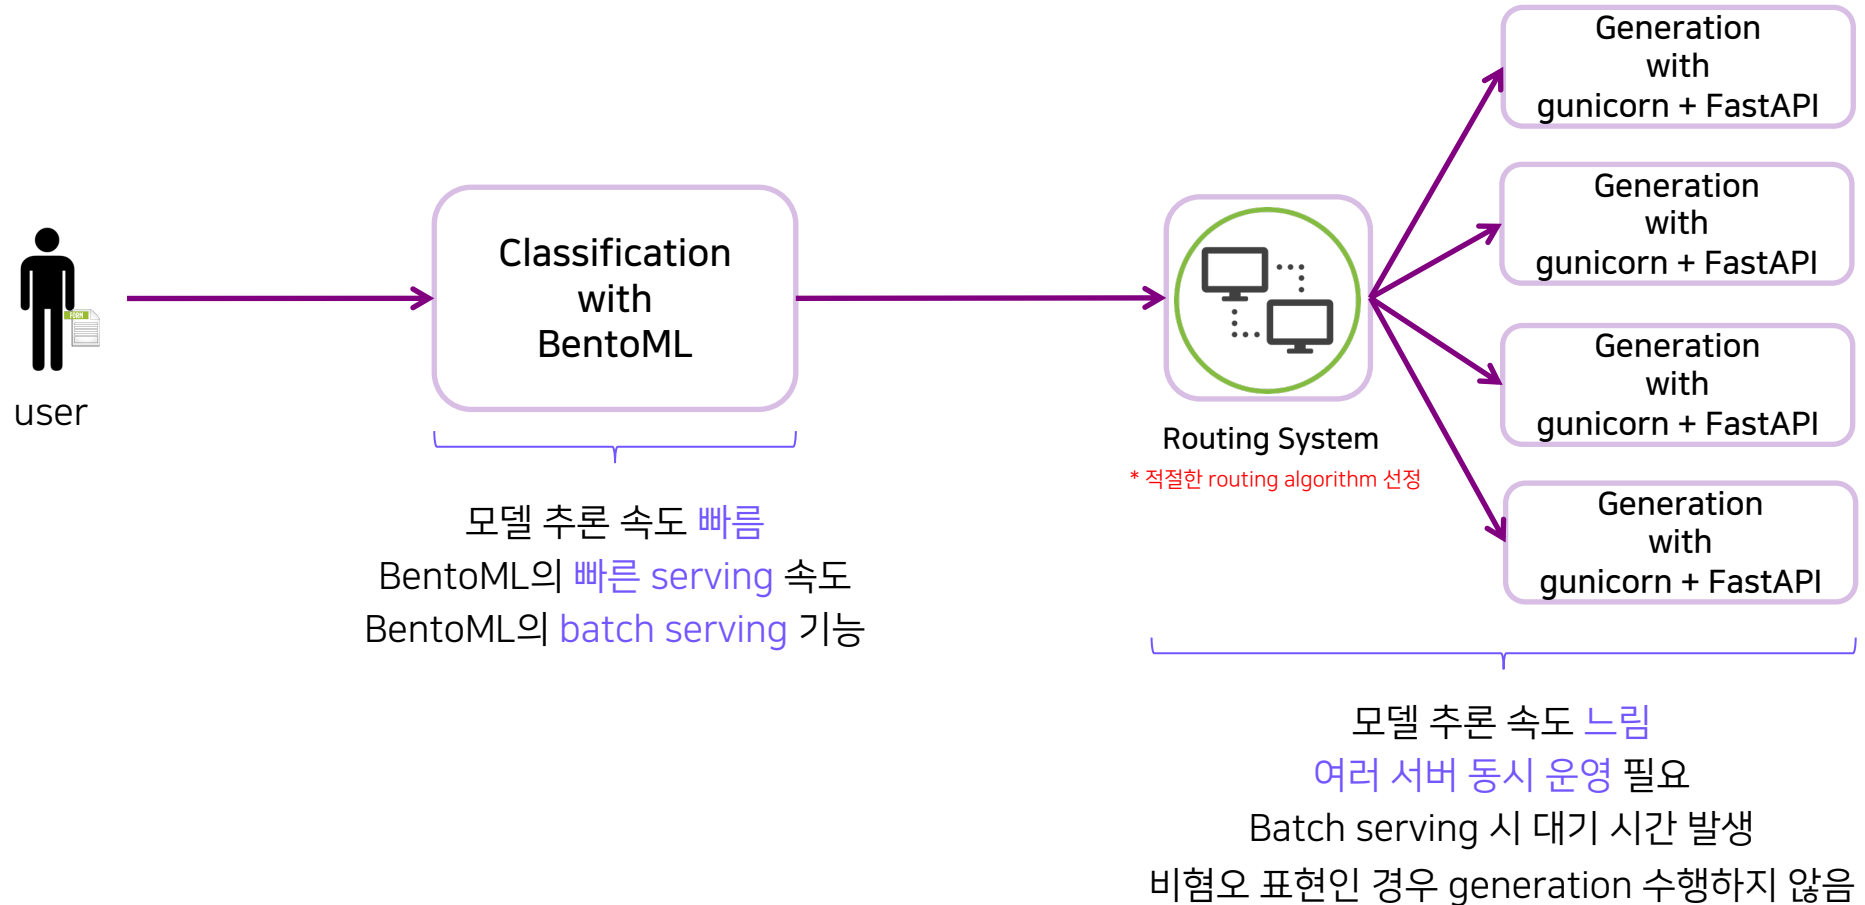 user
FORM
Classification
with
BentoML
모델 추론 속도 빠름
BentoML의 빠른 serving 속도
BentoML의 batch serving 기능
Routing System
* 적절한 routing algorithm 선정
Generation
with
gunicorn + FastAPI
Generation
with
gunicorn + FastAPI
Generation
with
gunicorn + FastAPI
Generation
with
gunicorn + FastAPI
모델 추론 속도 느림
여러 서버 동시 운영 필요
Batch serving 시 대기 시간 발생
비혐오 표현인 경우 generation 수행하지 않음